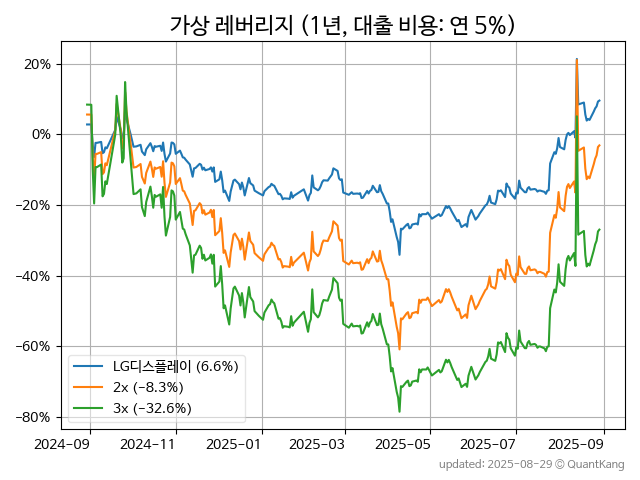 가상 레버리지 (1년, 대출 비용: 연 5%)
20%
0%
−20%
−40%
−60%
−80%
LG디스플레이 (6.6%)
2x (−8.3%)
3x (−32.6%)
2024-09 2024-11 2025-01 2025-03 2025-05 2025-07 2025-09
updated: 2025-08-29 © QuantKang